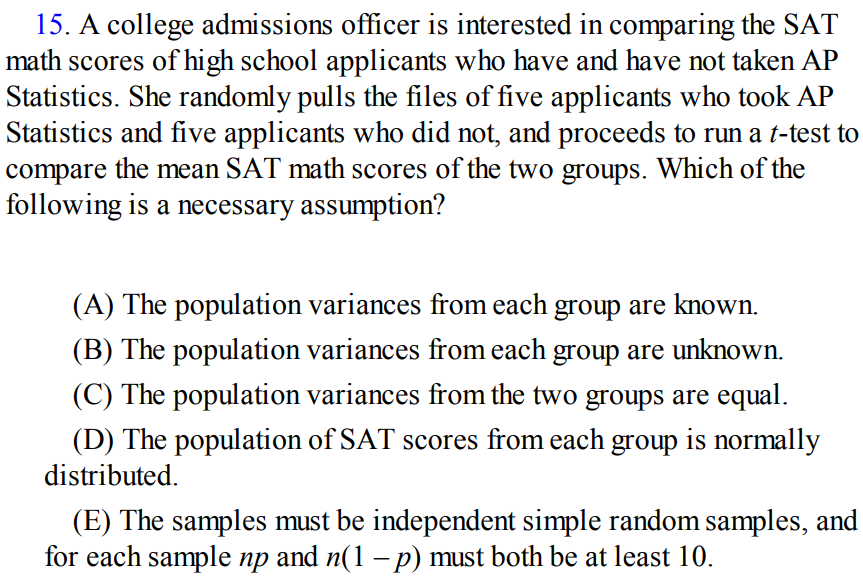 15. A college admissions officer is interested in comparing the SAT
math scores of high school applicants who have and have not taken AP
Statistics. She randomly pulls the files of five applicants who took AP
Statistics and five applicants who did not, and proceeds to run a t-test to
compare the mean SAT math scores of the two groups. Which of the
following is a necessary assumption?
(A) The population variances from each group are known.
(B) The population variances from each group are unknown.
(C) The population variances from the two groups are equal.
(D) The population of SAT scores from each group is normally
distributed.
(E) The samples must be independent simple random samples, and
for each sample np and n(1 – p) must both be at least 10.